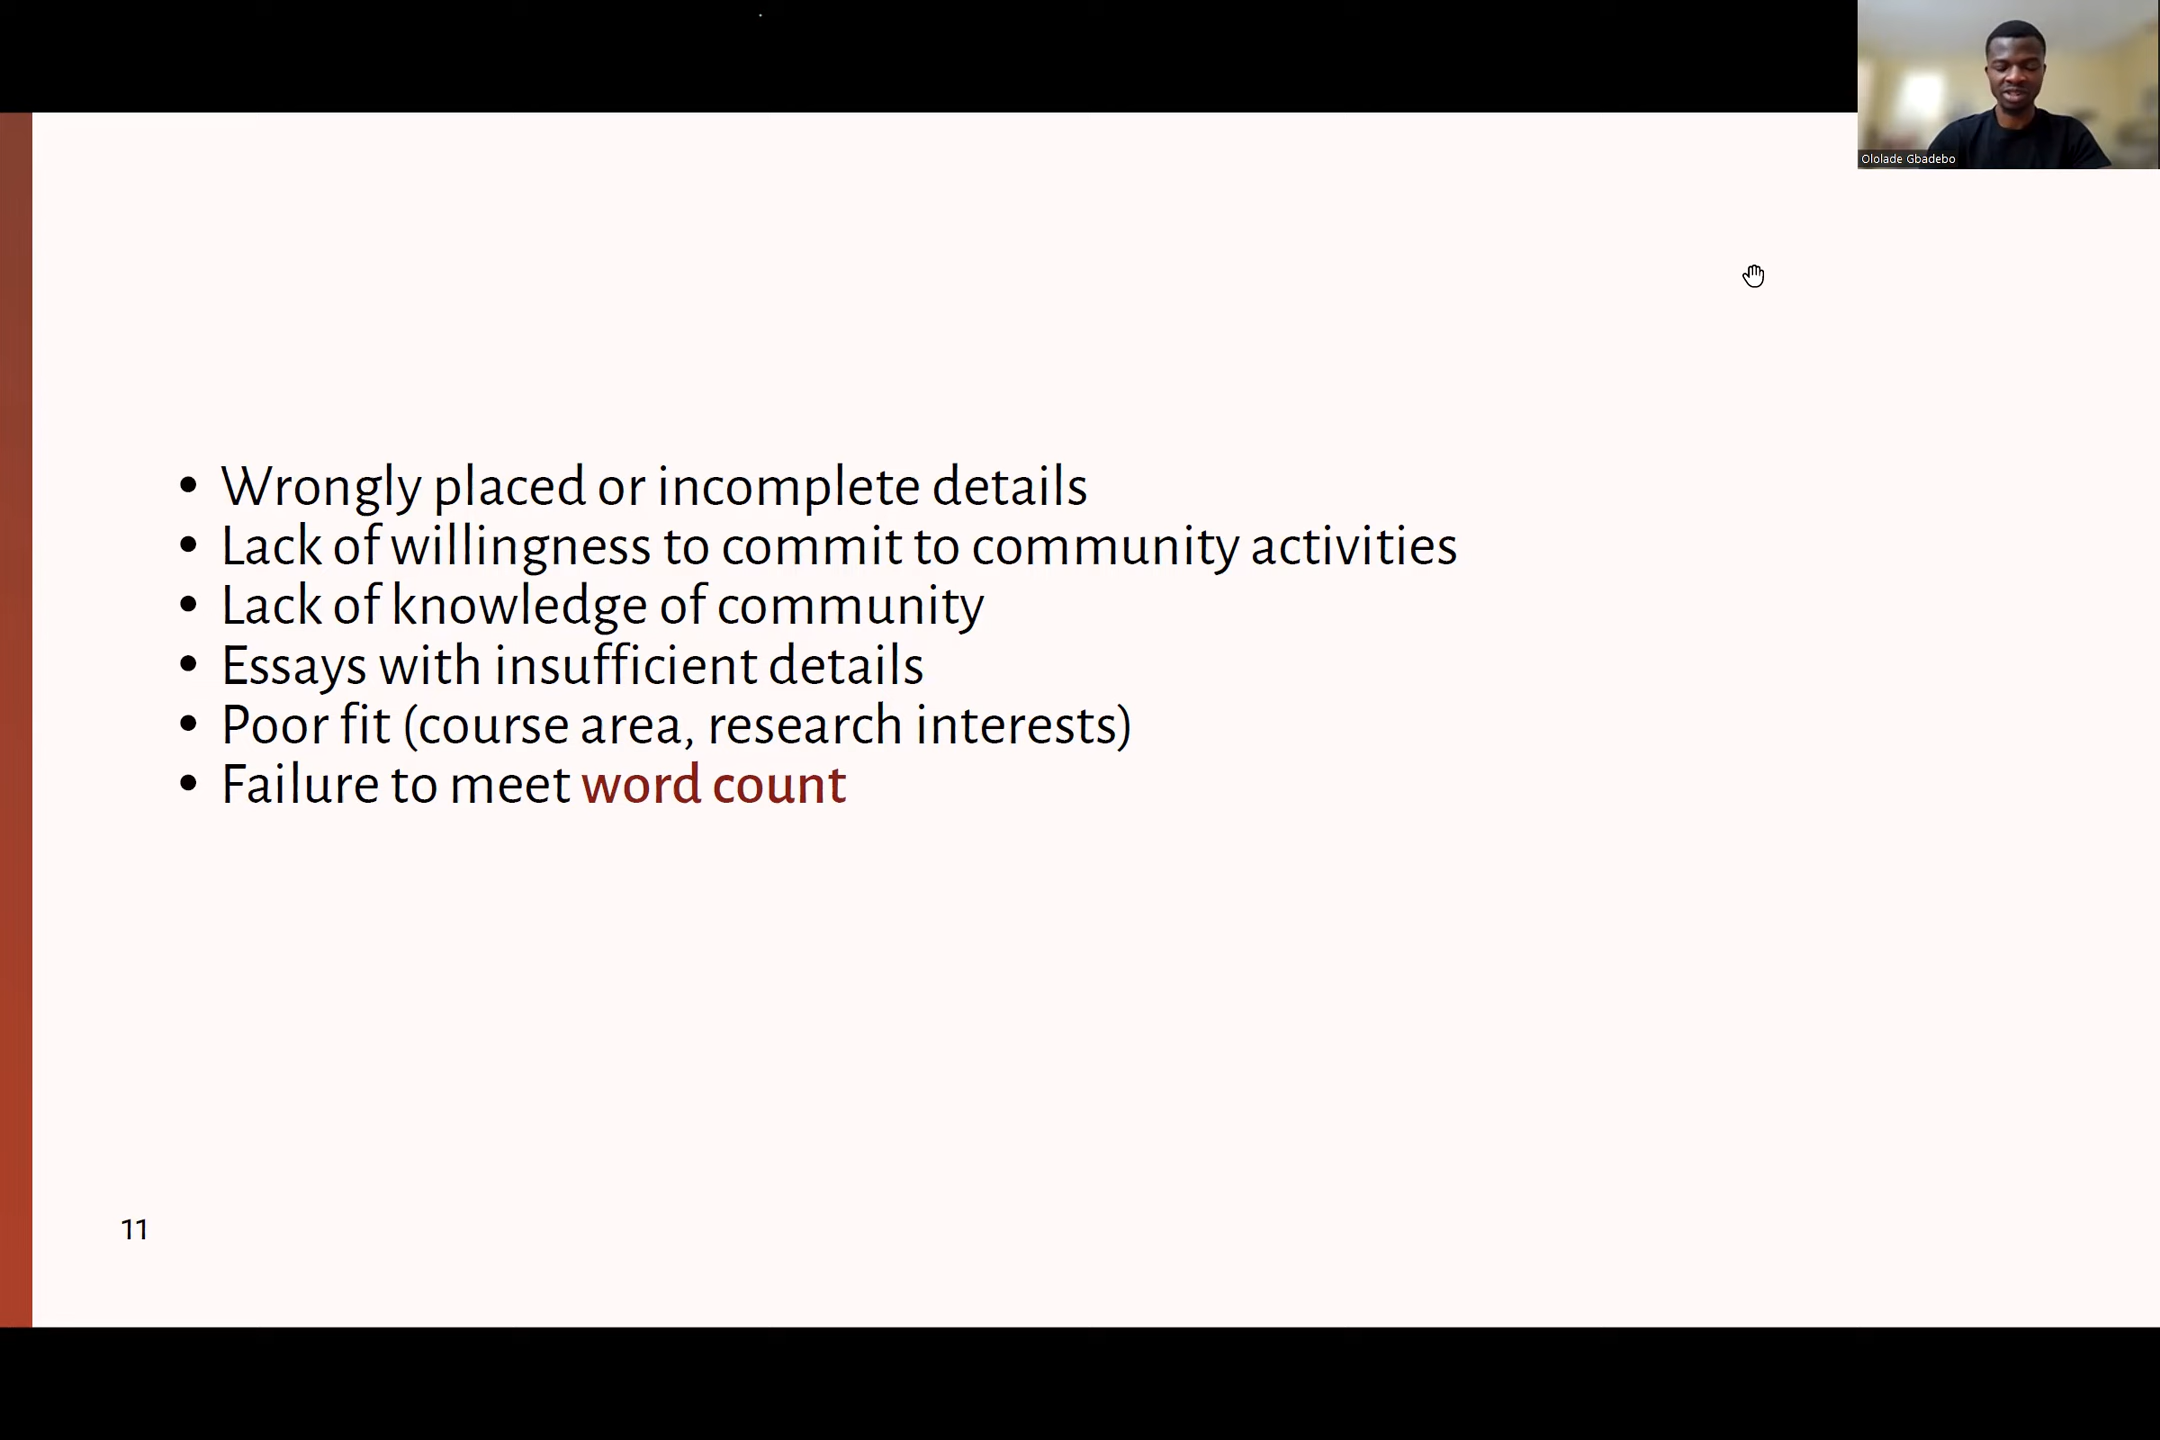 Ololade Gbadebo
• Wrongly placed or incomplete details
• Lack of willingness to commit to community activities
• Lack of knowledge of community
• Essays with insufficient details
• Poor fit (course area, research interests)
• Failure to meet word count
11